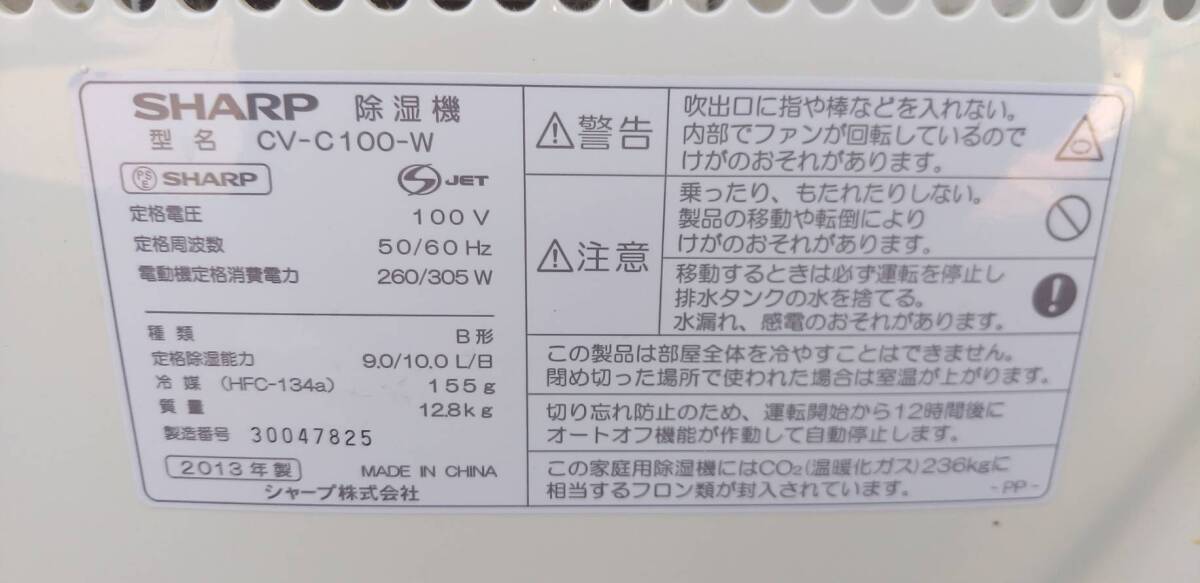 SHARP 除湿機
型名 CV-C100-W
PSE SHARP S JET
定格電圧 100 V
定格周波数 50/60 Hz
電動機定格消費電力 260/305 W
種類 B形
定格除湿能力 9.0/10.0 L/日
冷媒 (HFC-134a) 155g
質量 12.8kg
製造番号 30047825
2013年製 MADE IN CHINA
シャープ株式会社
警告
吹出口に指や棒などを入れない。
内部でファンが回転しているので
けがのおそれがあります。
注意
乗ったり、もたれたりしない。
製品の移動や転倒により
けがのおそれがあります。
移動するときは必ず運転を停止し
排水タンクの水を捨てる。
水漏れ、感電のおそれがあります。
この製品は部屋全体を冷やすことはできません。
閉め切った場所で使われた場合は室温が上がります。
切り忘れ防止のため、運転開始から12時間後に
オートオフ機能が作動して自動停止します。
この家庭用除湿機にはCO₂(温暖化ガス)236kgに
相当するフロン類が封入されています。 -PP-